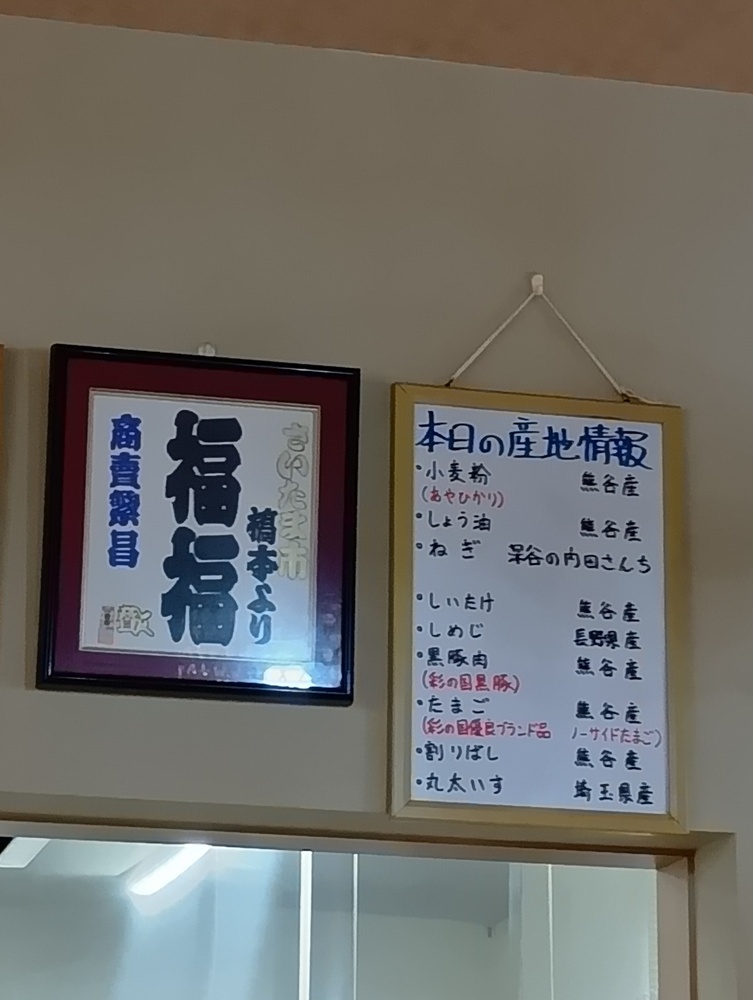 さいたま市
橋本より
福福
商賣繁昌
本日の産地情報
・小麦粉 熊谷産
(あやひかり)
・しょう油 熊谷産
・ねぎ 深谷の内田さんち
・しいたけ 熊谷産
・しめじ 長野県産
・黒豚肉 熊谷産
(彩の国黒豚)
・たまご 熊谷産
(彩の国優良ブランド品 ノーサイドたまご)
・割りばし 熊谷産
・丸太いす 埼玉県産